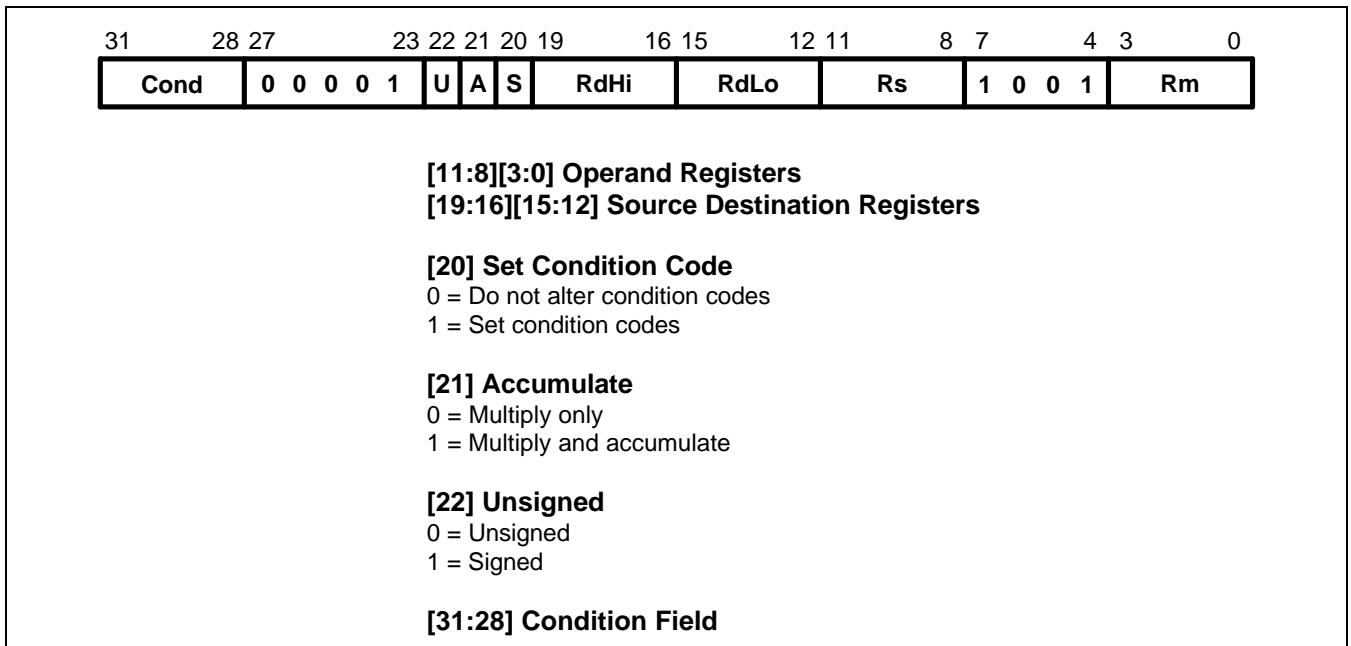 31 28 27 23 22 21 20 19 16 15 12 11 8 7 4 3 0
Cond 0 0 0 0 1 U A S RdHi RdLo Rs 1 0 0 1 Rm
[11:8][3:0] Operand Registers
[19:16][15:12] Source Destination Registers
[20] Set Condition Code
0 = Do not alter condition codes
1 = Set condition codes
[21] Accumulate
0 = Multiply only
1 = Multiply and accumulate
[22] Unsigned
0 = Unsigned
1 = Signed
[31:28] Condition Field